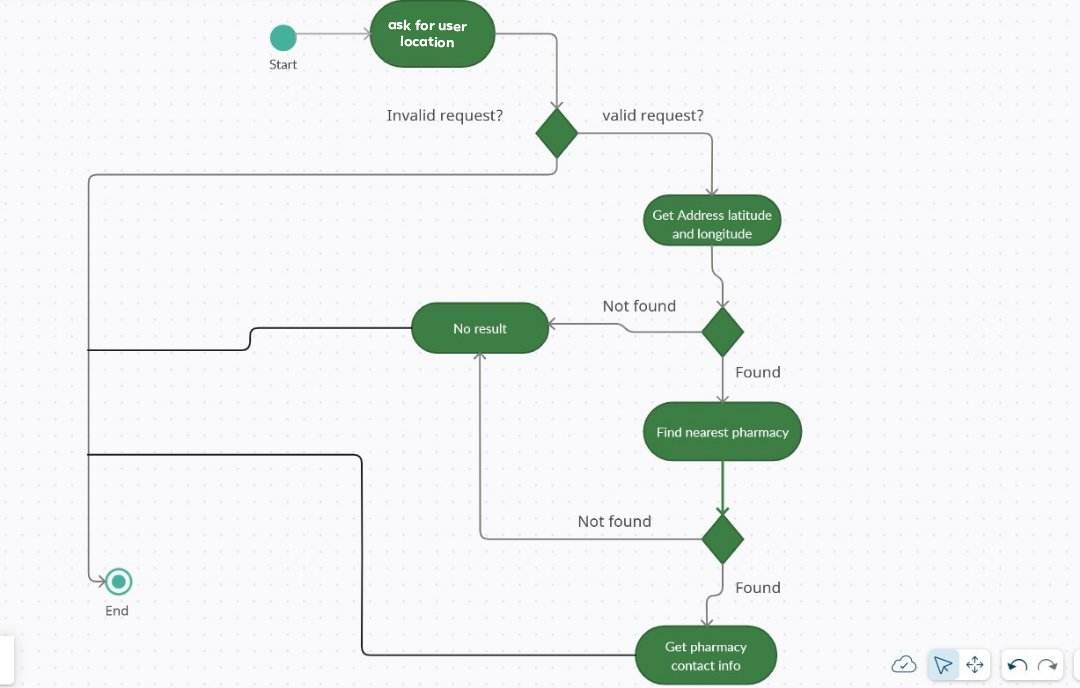 ask for user
location
Start
Invalid request?
valid request?
Get Address latitude
and longitude
Not found
No result
Found
Find nearest pharmacy
Not found
Found
End
Get pharmacy
contact info